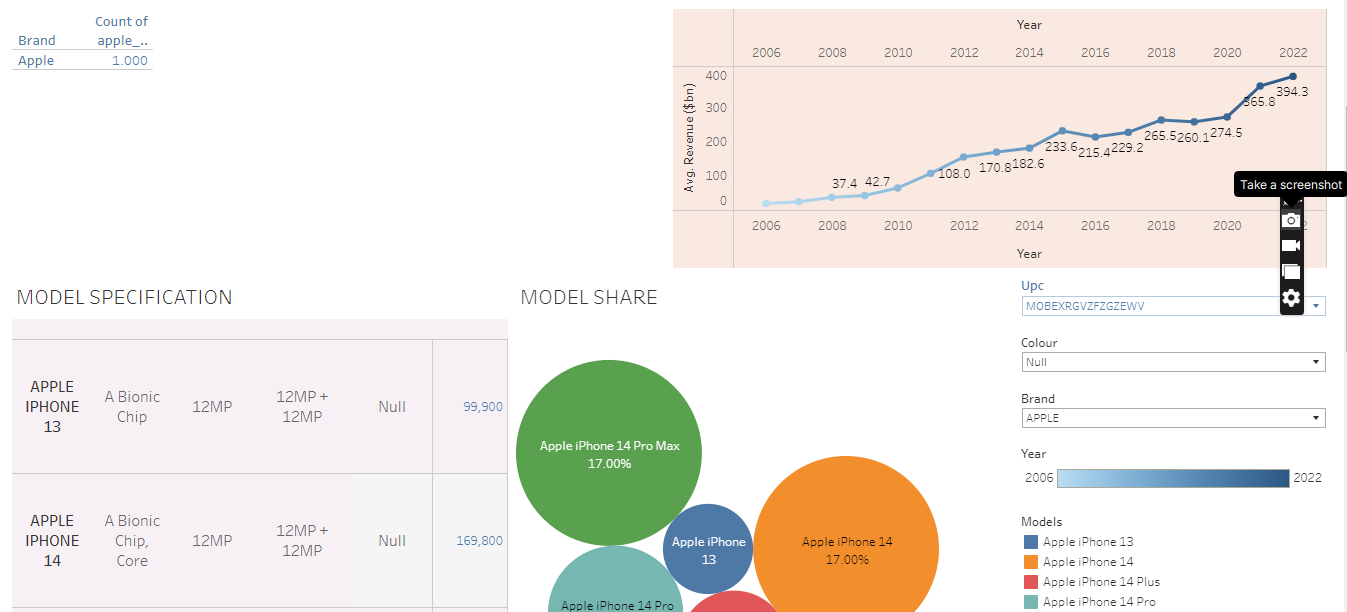 Count of
Brand apple_..
Apple 1.000
Year
2006 2008 2010 2012 2014 2016 2018 2020 2022
Avg. Revenue ($bn)
400
300
200
100
0
37.4 42.7 108.0 170.8 182.6 233.6 215.4 229.2 265.5 260.1 274.5 365.8 394.3
2006 2008 2010 2012 2014 2016 2018 2020
Year
Take a screenshot
MODEL SPECIFICATION
APPLE
IPHONE
13
A Bionic
Chip
12MP
12MP +
12MP
Null
99,900
APPLE
IPHONE
14
A Bionic
Chip,
Core
12MP
12MP +
12MP
Null
169,800
MODEL SHARE
Apple iPhone 14 Pro Max
17.00%
Apple iPhone
13
Apple iPhone 14
17.00%
Apple iPhone 14 Pro
Upc
MOBEXRGVZFZGZEWV
Colour
Null
Brand
APPLE
Year
2006 2022
Models
Apple iPhone 13
Apple iPhone 14
Apple iPhone 14 Plus
Apple iPhone 14 Pro